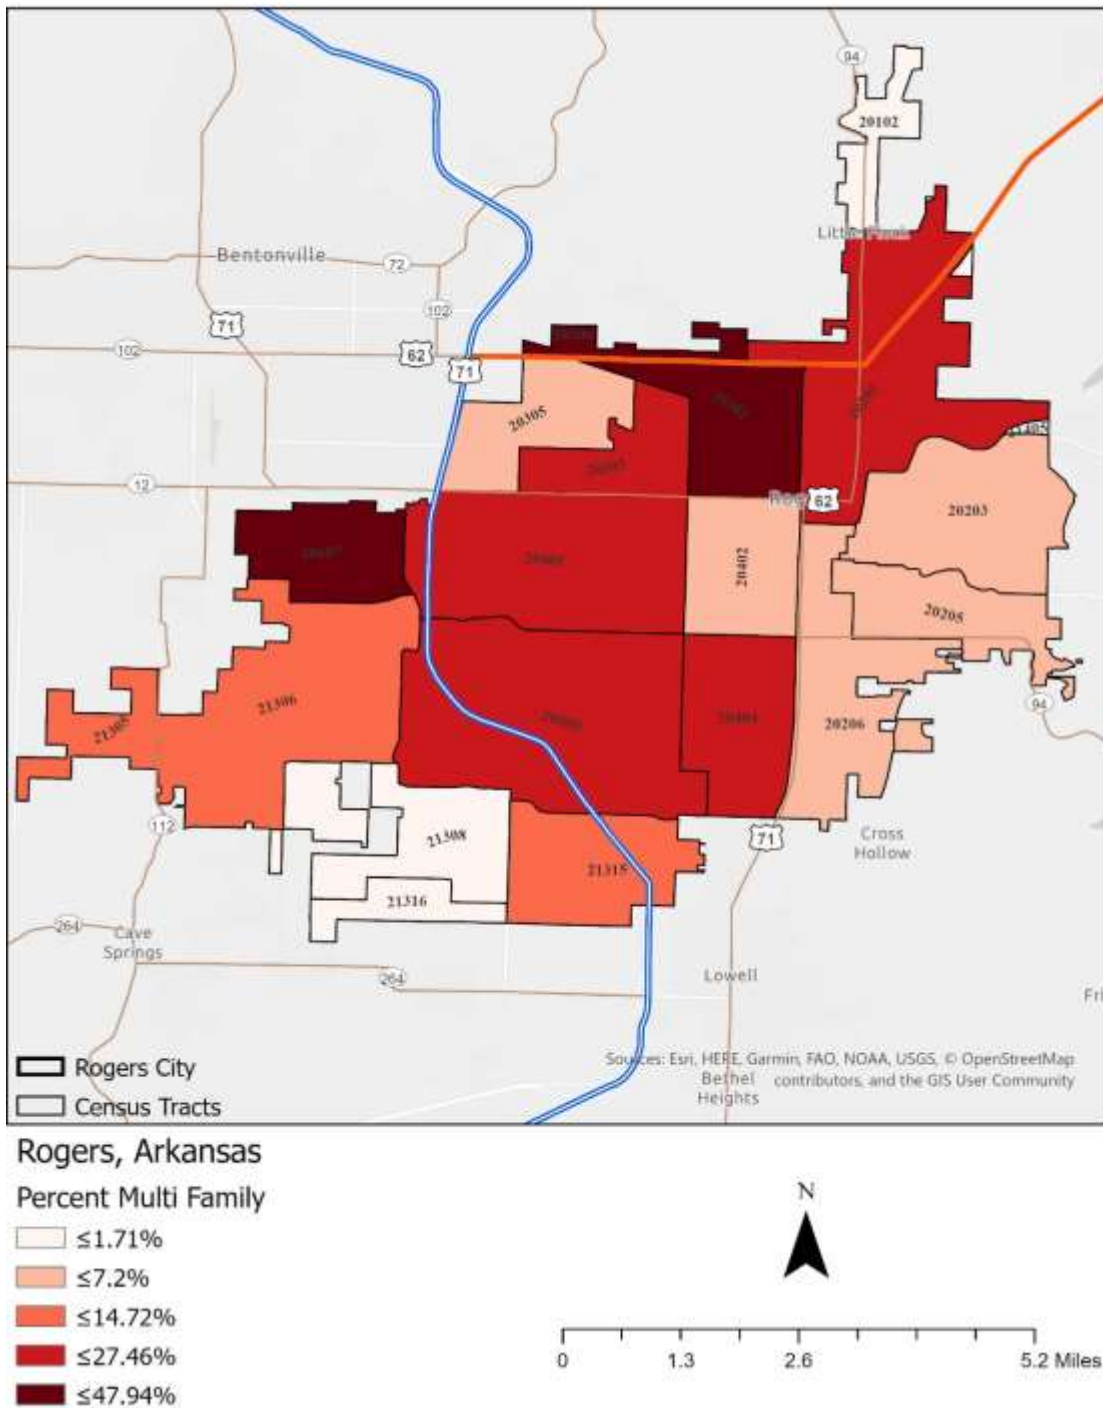 94
20102
Bentonville
72
102
71
62
102
71
20305
12
62
20203
20402
20205
21306
21305
94
20206
112
71
Cross
Hollow
21308
21315
21316
264
Cave
Springs
264
Lowell
Fri
Rogers City
Census Tracts
Sources: Esri, HERE, Garmin, FAO, NOAA, USGS, © OpenStreetMap
contributors, and the GIS User Community
Bethel
Heights
Rogers, Arkansas
Percent Multi Family
≤1.71%
≤7.2%
≤14.72%
≤27.46%
≤47.94%
N
0 1.3 2.6 5.2 Miles